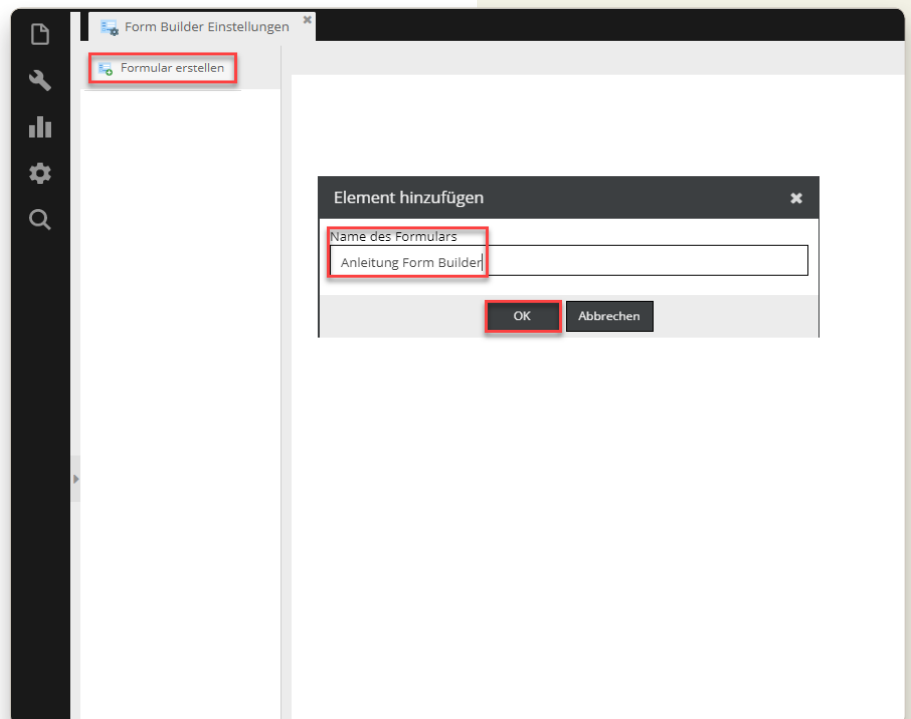 Form Builder Einstellungen
Formular erstellen
Element hinzufügen
Name des Formulars
Anleitung Form Builder
OK
Abbrechen